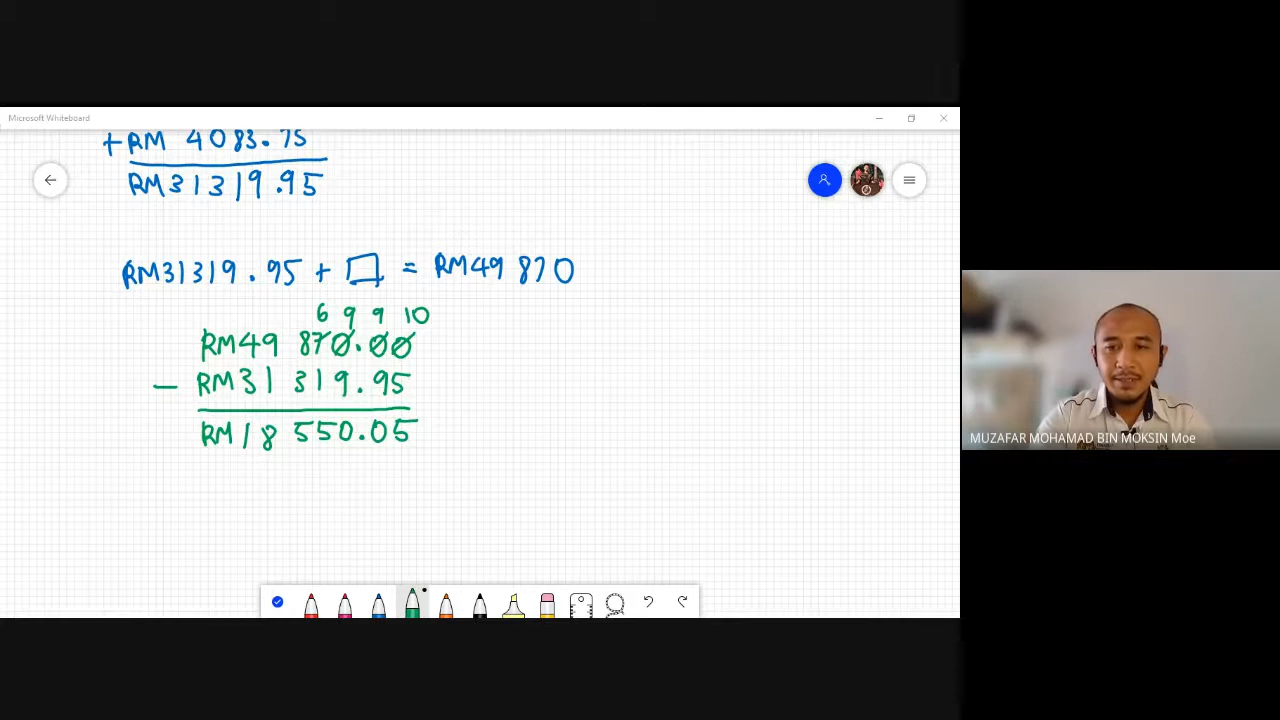 Microsoft Whiteboard
+RM 4083.75
RM31319.95
RM31319.95 + □ = RM49 870
6 9 9 10
RM49 870.00
- RM31 319.95
RM18 550.05
MUZAFAR MOHAMAD BIN MOKSIN Moe